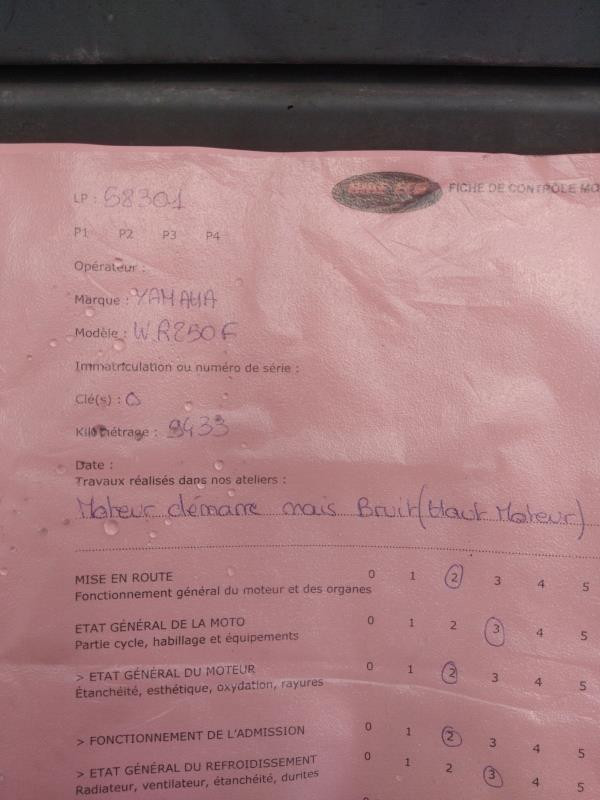 LP : 58301
FICHE DE CONTRÔLE MO
P1 P2 P3 P4
Opérateur :
Marque : YAMAHA
Modèle : WR250F
Immatriculation ou numéro de série :
Clé(s) : 0
Kilométrage : 9433
Date :
Travaux réalisés dans nos ateliers :
Moteur démarre mais Bruit (Haut Moteur)
MISE EN ROUTE 0 1 2 3 4 5
Fonctionnement général du moteur et des organes
ETAT GÉNÉRAL DE LA MOTO 0 1 2 3 4 5
Partie cycle, habillage et équipements
> ETAT GÉNÉRAL DU MOTEUR 0 1 2 3 4 5
Étanchéité, esthétique, oxydation, rayures
> FONCTIONNEMENT DE L'ADMISSION 0 1 2 3 4 5
> ETAT GÉNÉRAL DU REFROIDISSEMENT 0 1 2 3 4 5
Radiateur, ventilateur, étanchéité, durites